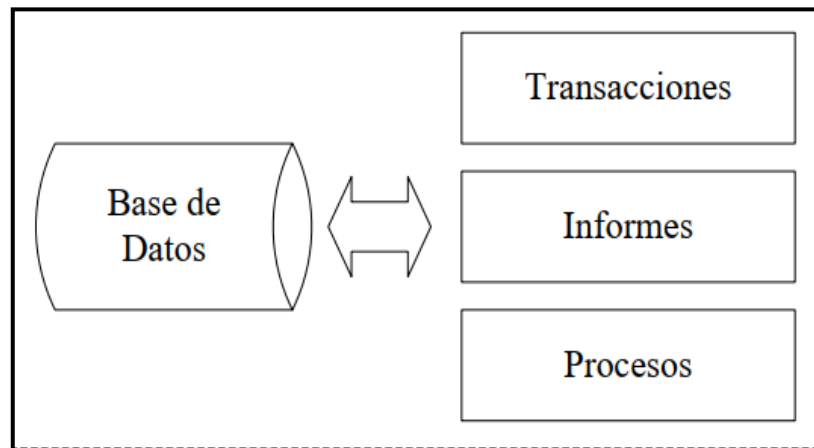 Transacciones
Base de
Datos
Informes
Procesos